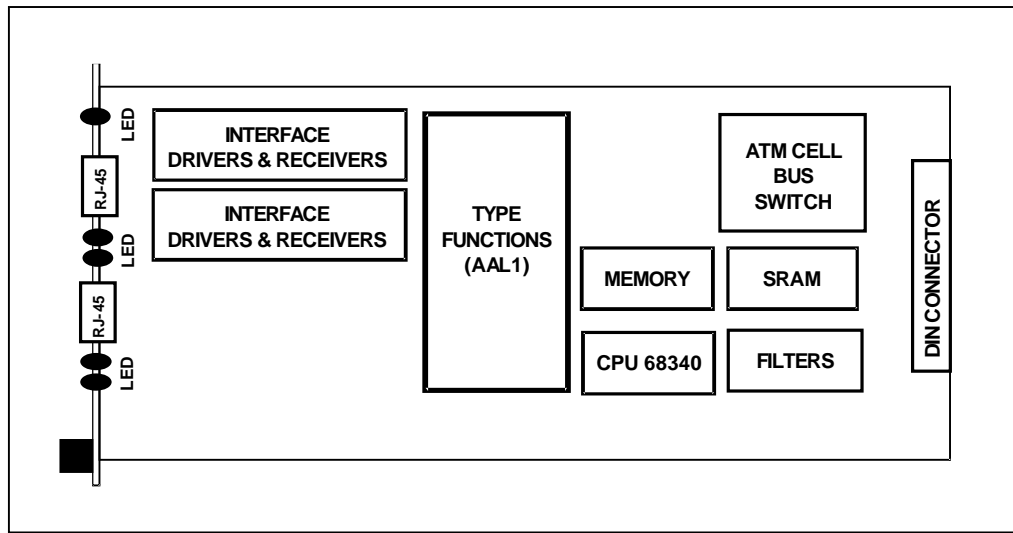 LED
RJ-45
LED
RJ-45
LED
INTERFACE
DRIVERS & RECEIVERS
INTERFACE
DRIVERS & RECEIVERS
TYPE
FUNCTIONS
(AAL1)
ATM CELL
BUS
SWITCH
MEMORY
SRAM
CPU 68340
FILTERS
DIN CONNECTOR